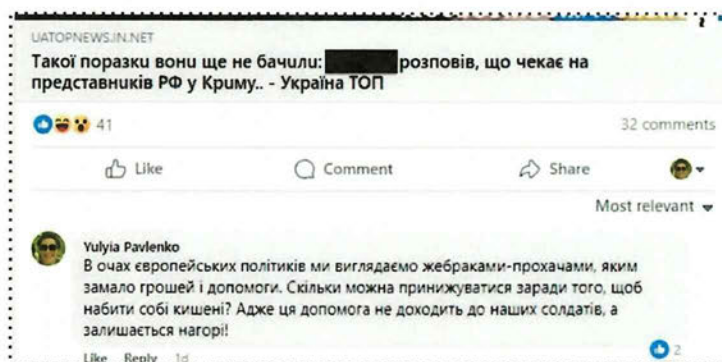 UATOPNEWS.IN.NET
Такої поразки вони ще не бачили: розповів, що чекає на
представників РФ у Криму.. - Україна ТОП
41
32 comments
Like Comment Share
Most relevant
Yulyia Pavlenko
В очах європейських політиків ми виглядаємо жебраками-прохачами, яким
замало грошей і допомоги. Скільки можна принижуватися заради того, щоб
набити собі кишені? Адже ця допомога не доходить до наших солдатів, а
залишається нагорі!
Like Reply 1d
2